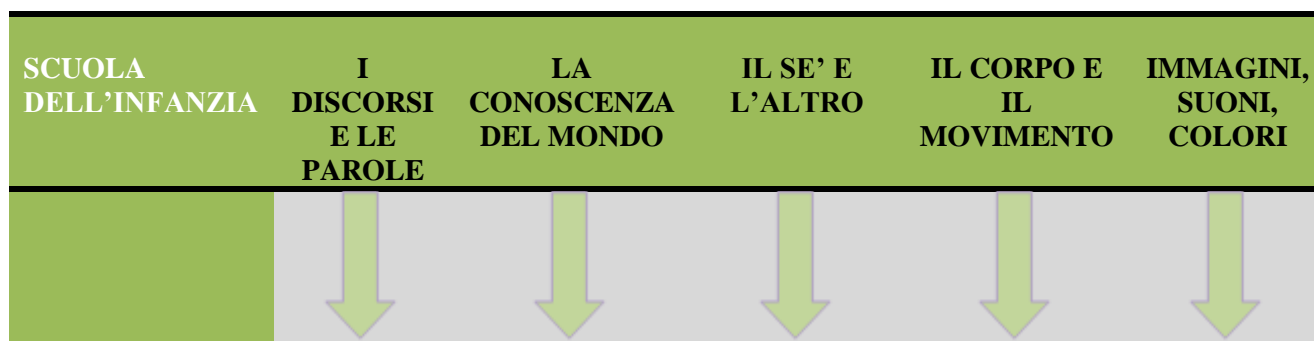 SCUOLA DELL’INFANZIA
I DISCORSI E LE PAROLE
LA CONOSCENZA DEL MONDO
IL SE’ E L’ALTRO
IL CORPO E IL MOVIMENTO
IMMAGINI, SUONI, COLORI